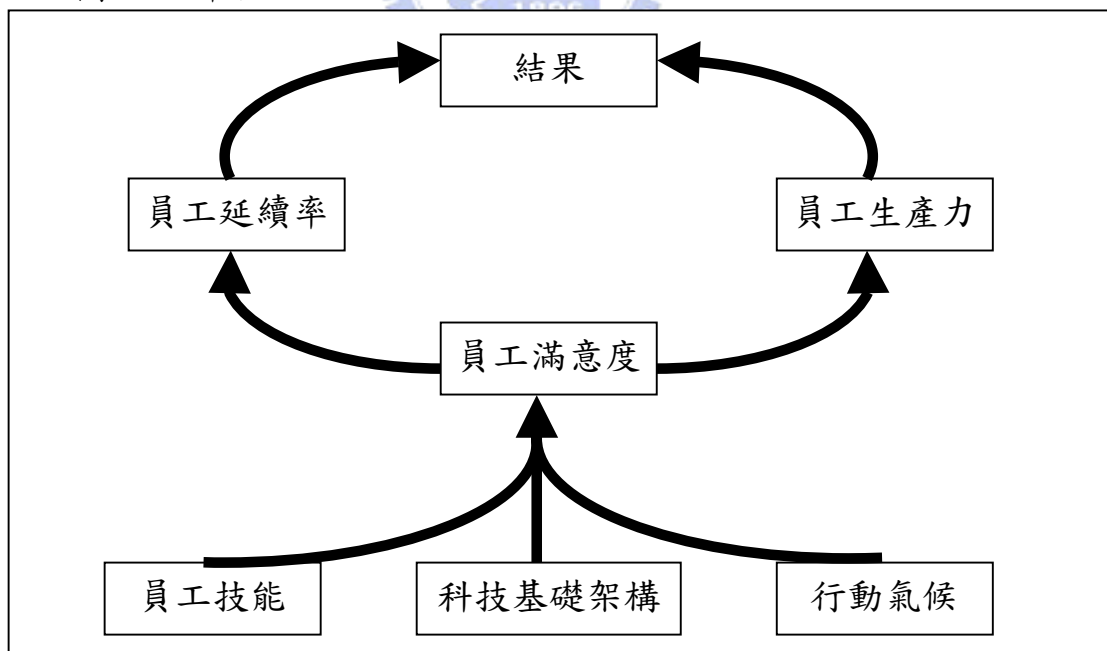 結果
員工延續率
員工生產力
員工滿意度
員工技能
科技基礎架構
行動氣候